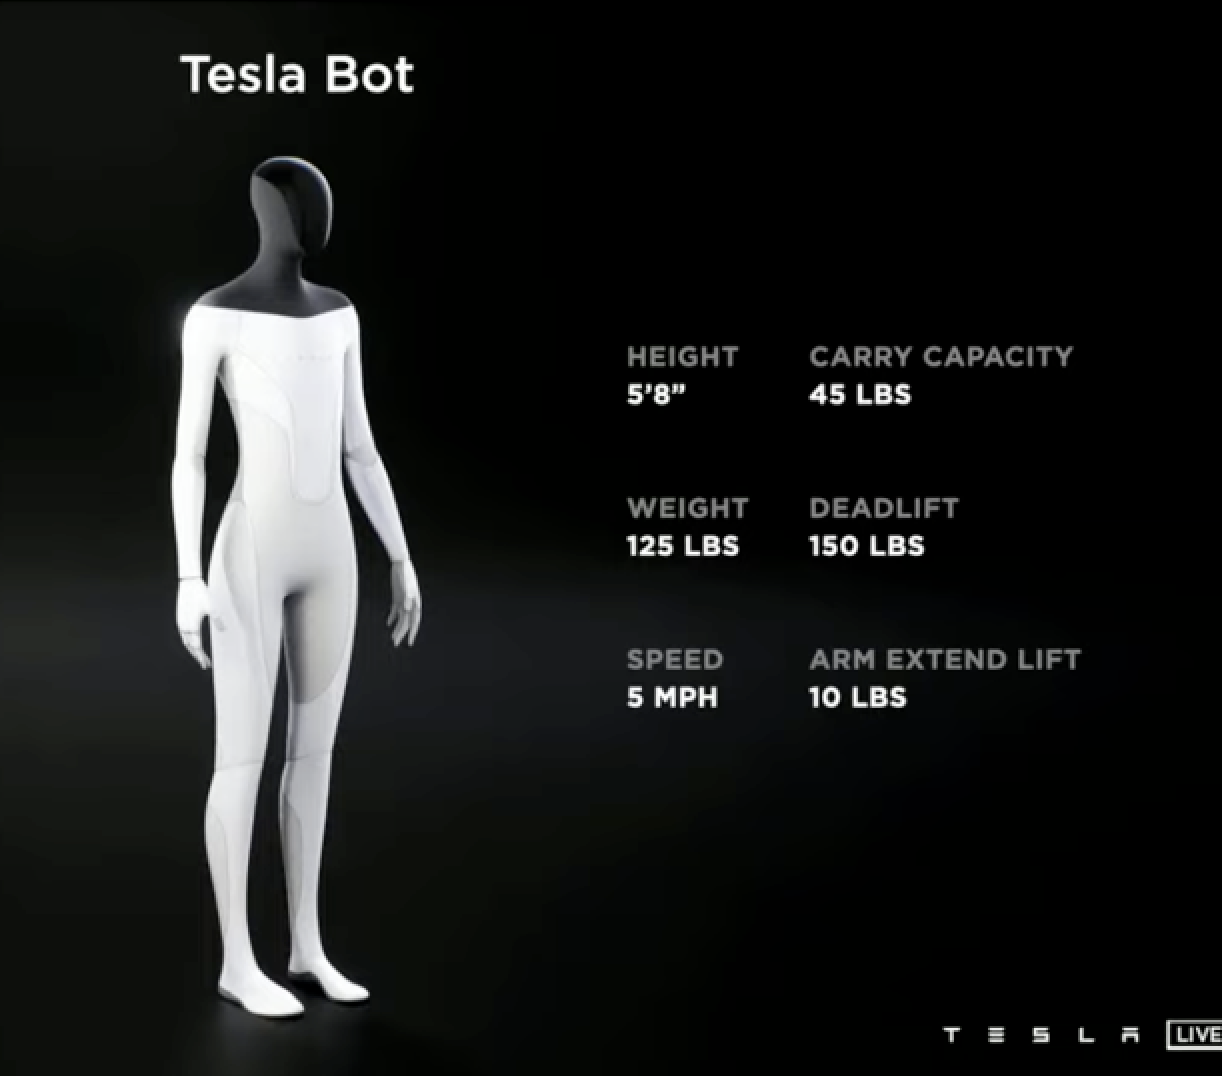 Tesla Bot
HEIGHT
5’8”
CARRY CAPACITY
45 LBS
WEIGHT
125 LBS
DEADLIFT
150 LBS
SPEED
5 MPH
ARM EXTEND LIFT
10 LBS
TESLA LIVE